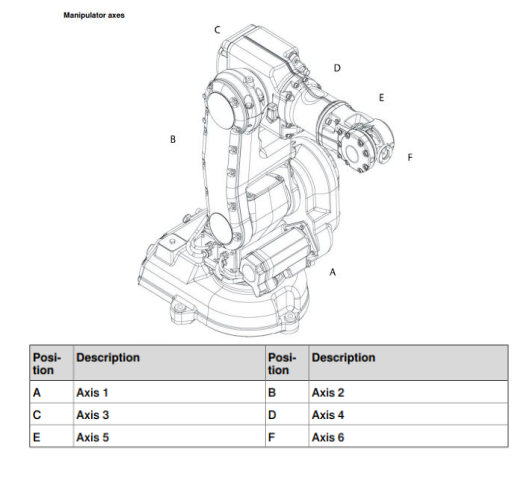 Manipulator axes
C
D
E
B
F
A
Posi-tion Description Posi-tion Description
A Axis 1 B Axis 2
C Axis 3 D Axis 4
E Axis 5 F Axis 6